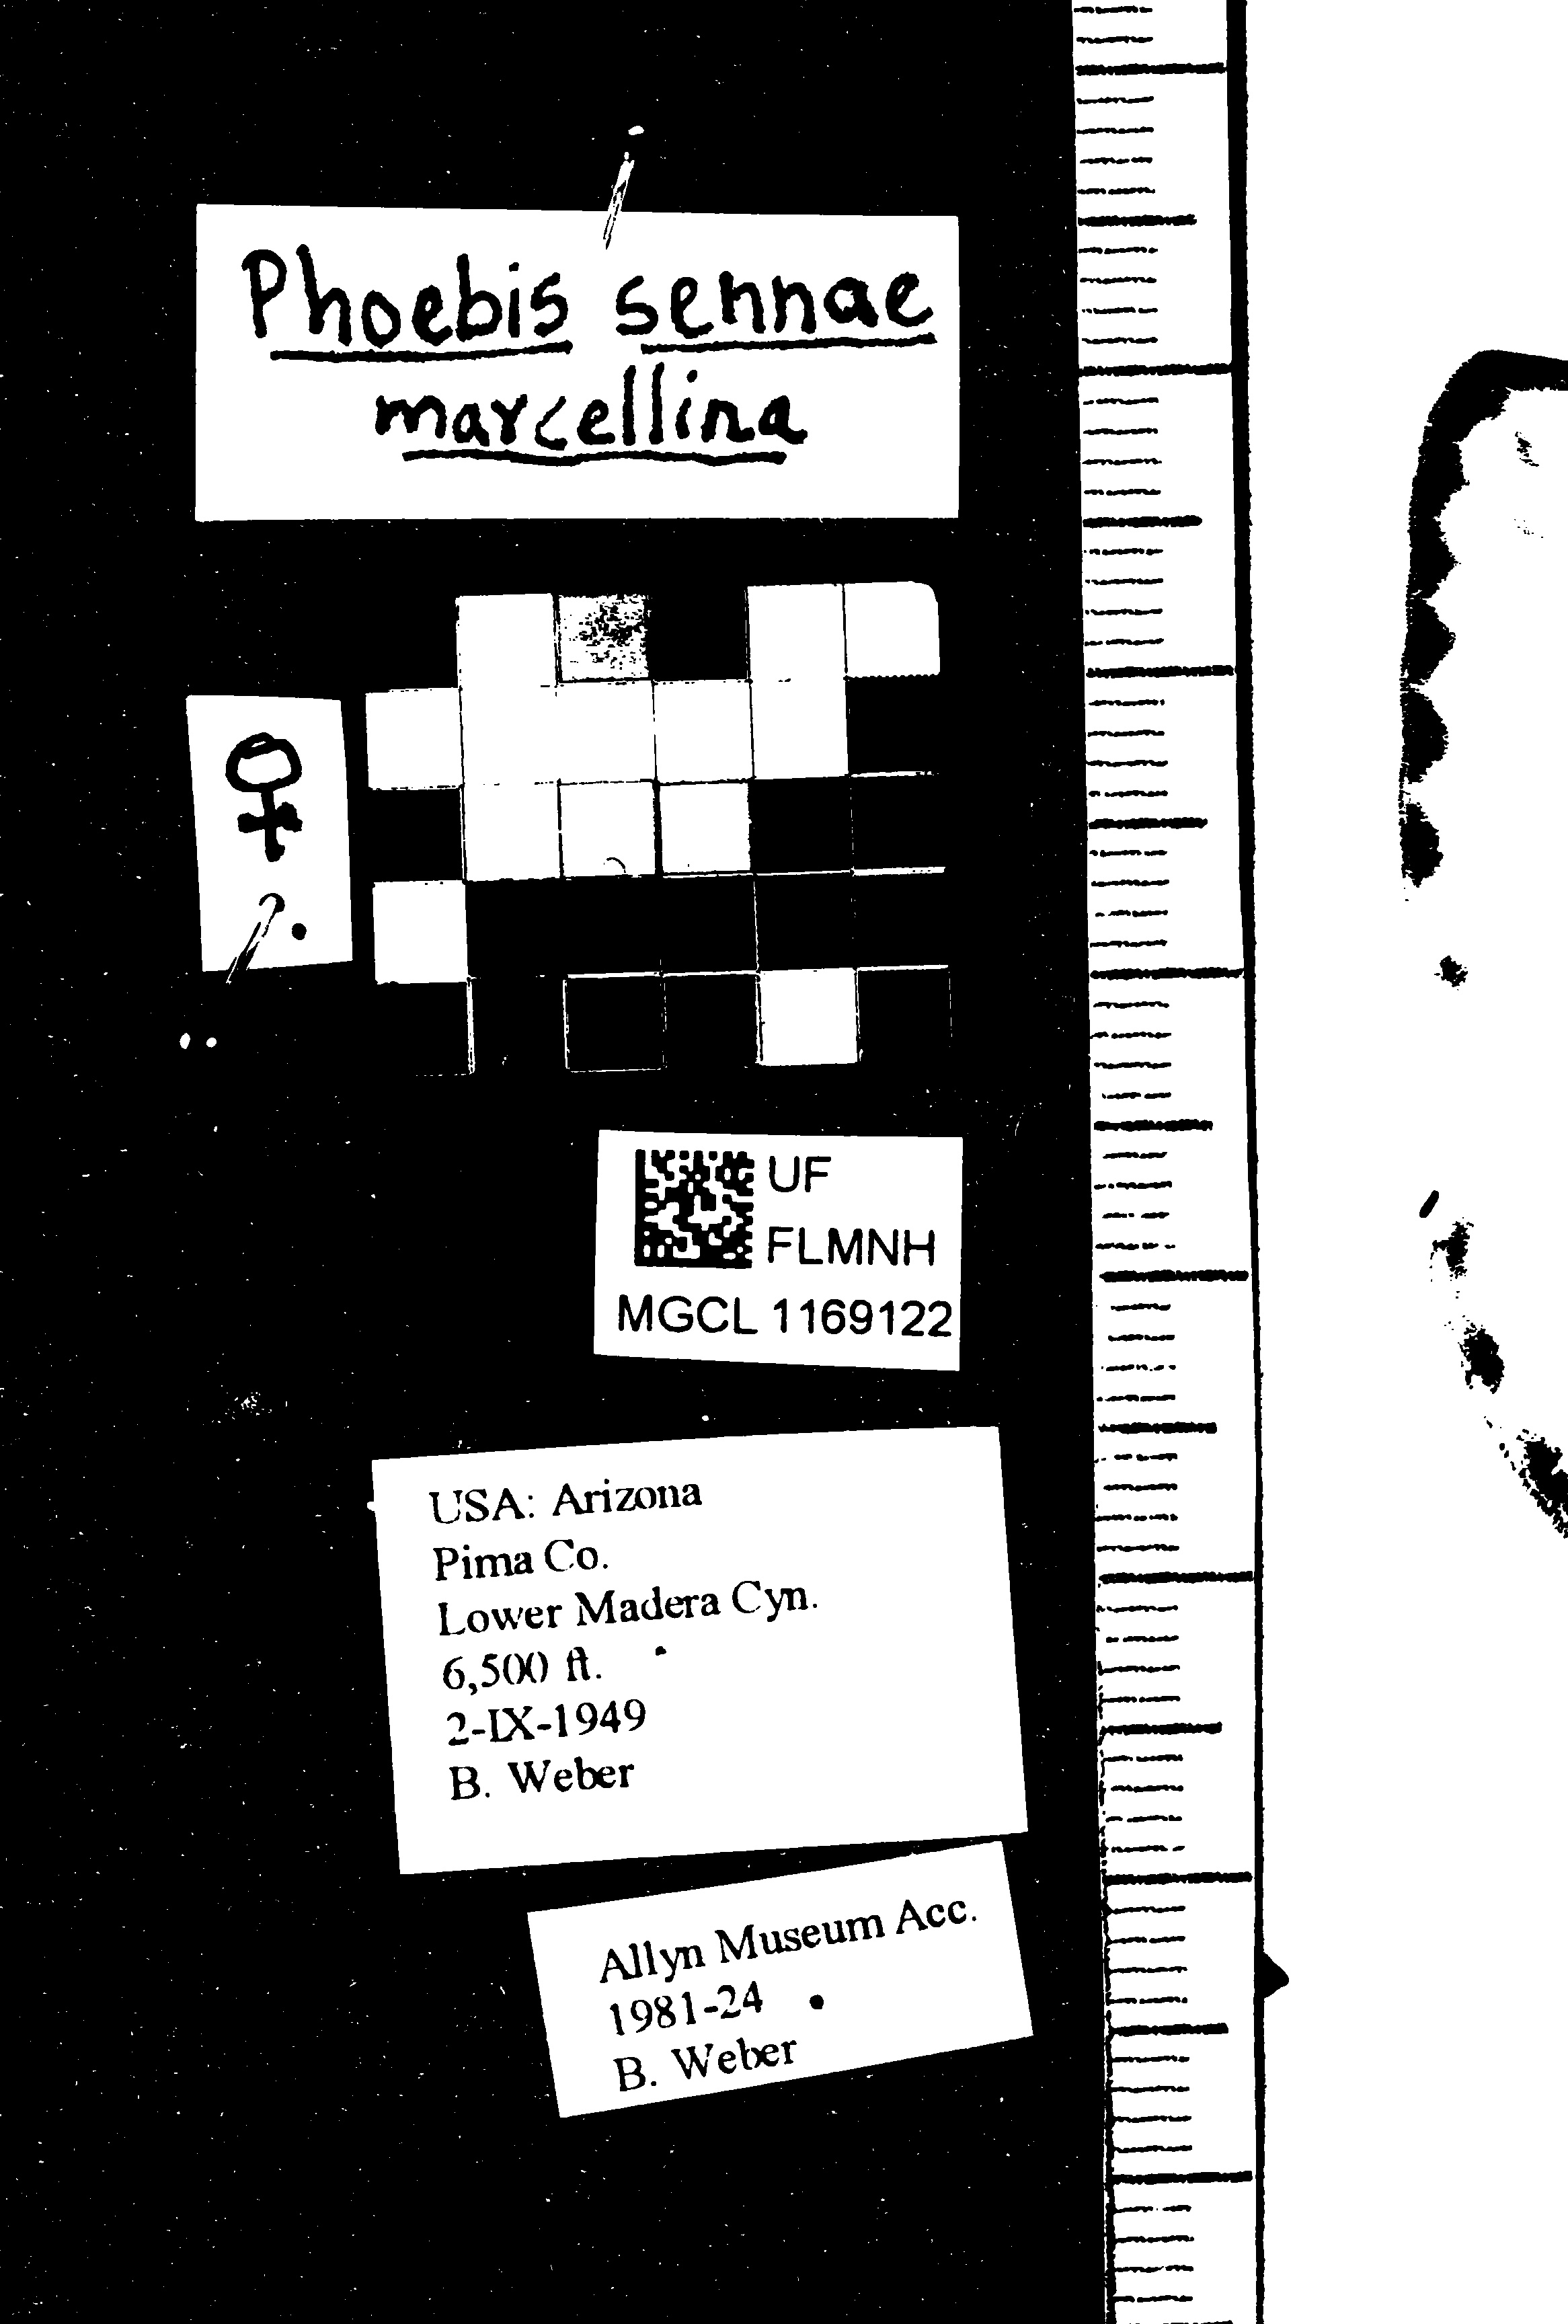 Phoebis sennae
marcellina
♀
UF
FLMNH
MGCL 1169122
USA: Arizona
Pima Co.
Lower Madera Cyn.
6,500 ft.
2-IX-1949
B. Weber
Allyn Museum Acc.
1981-24
B. Weber